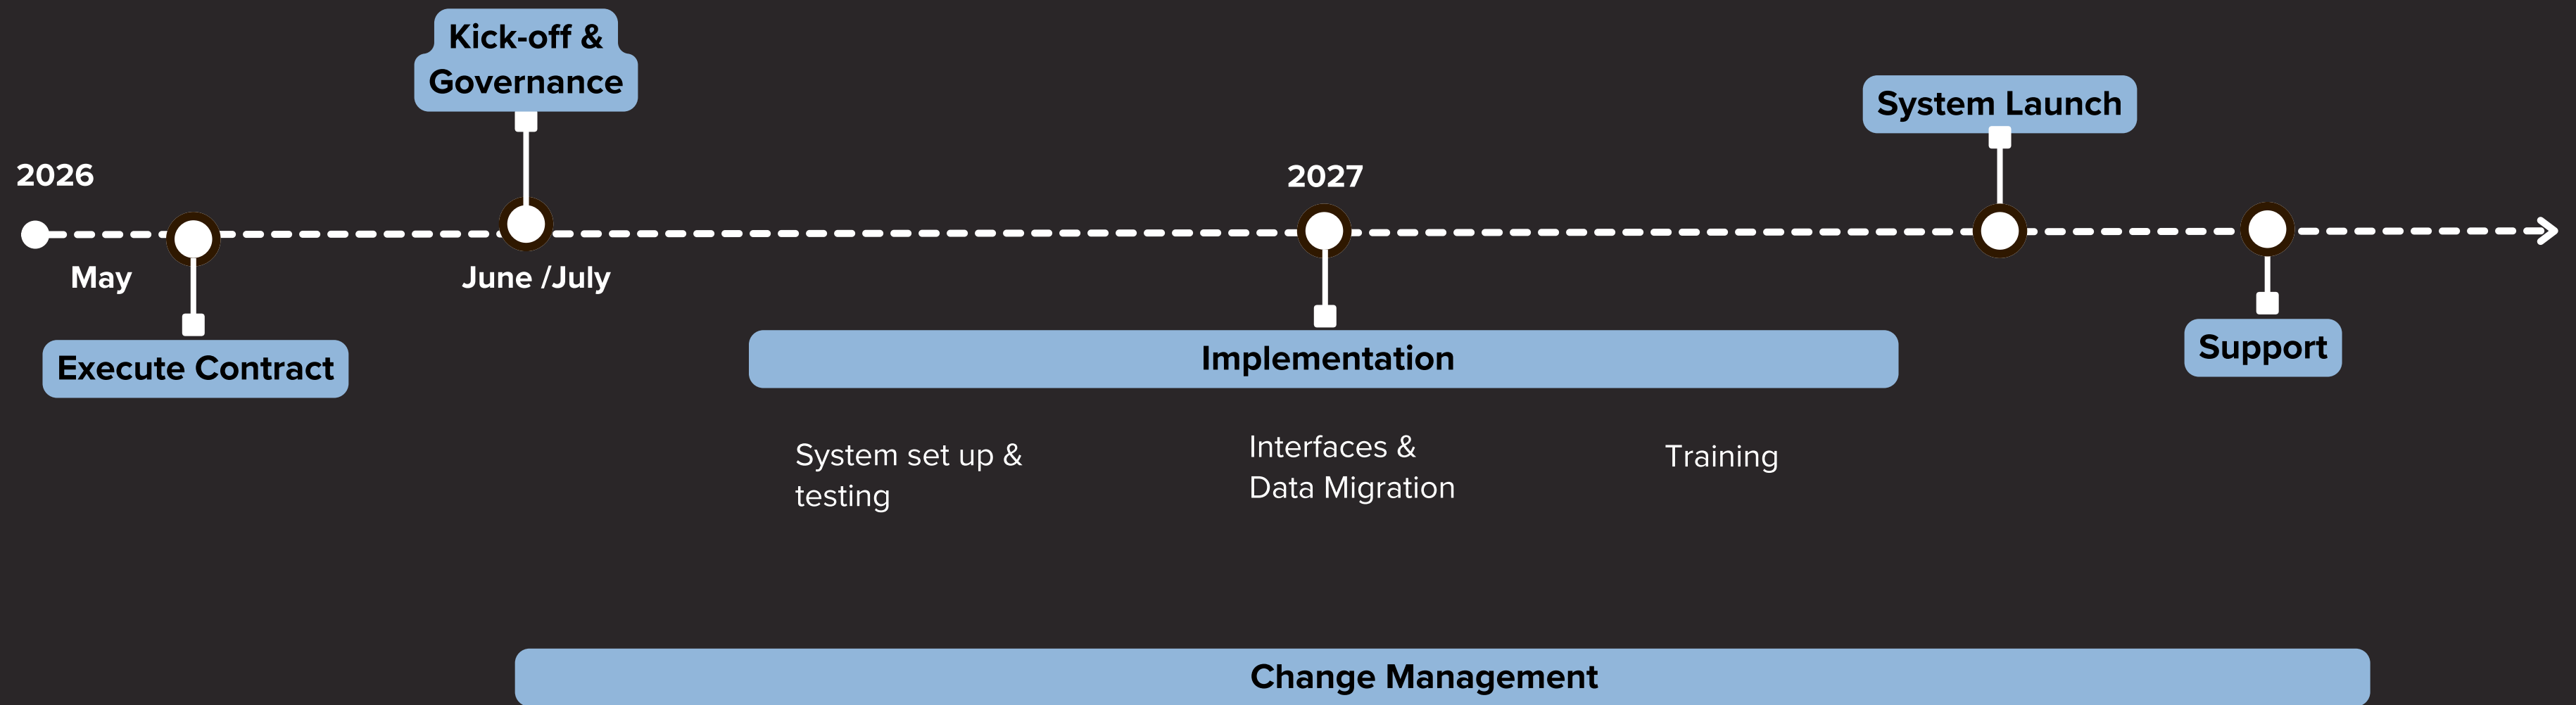 Kick-off &
Governance
System Launch
2026
2027
May
June /July
Execute Contract
Implementation
Support
System set up &
testing
Interfaces &
Data Migration
Training
Change Management